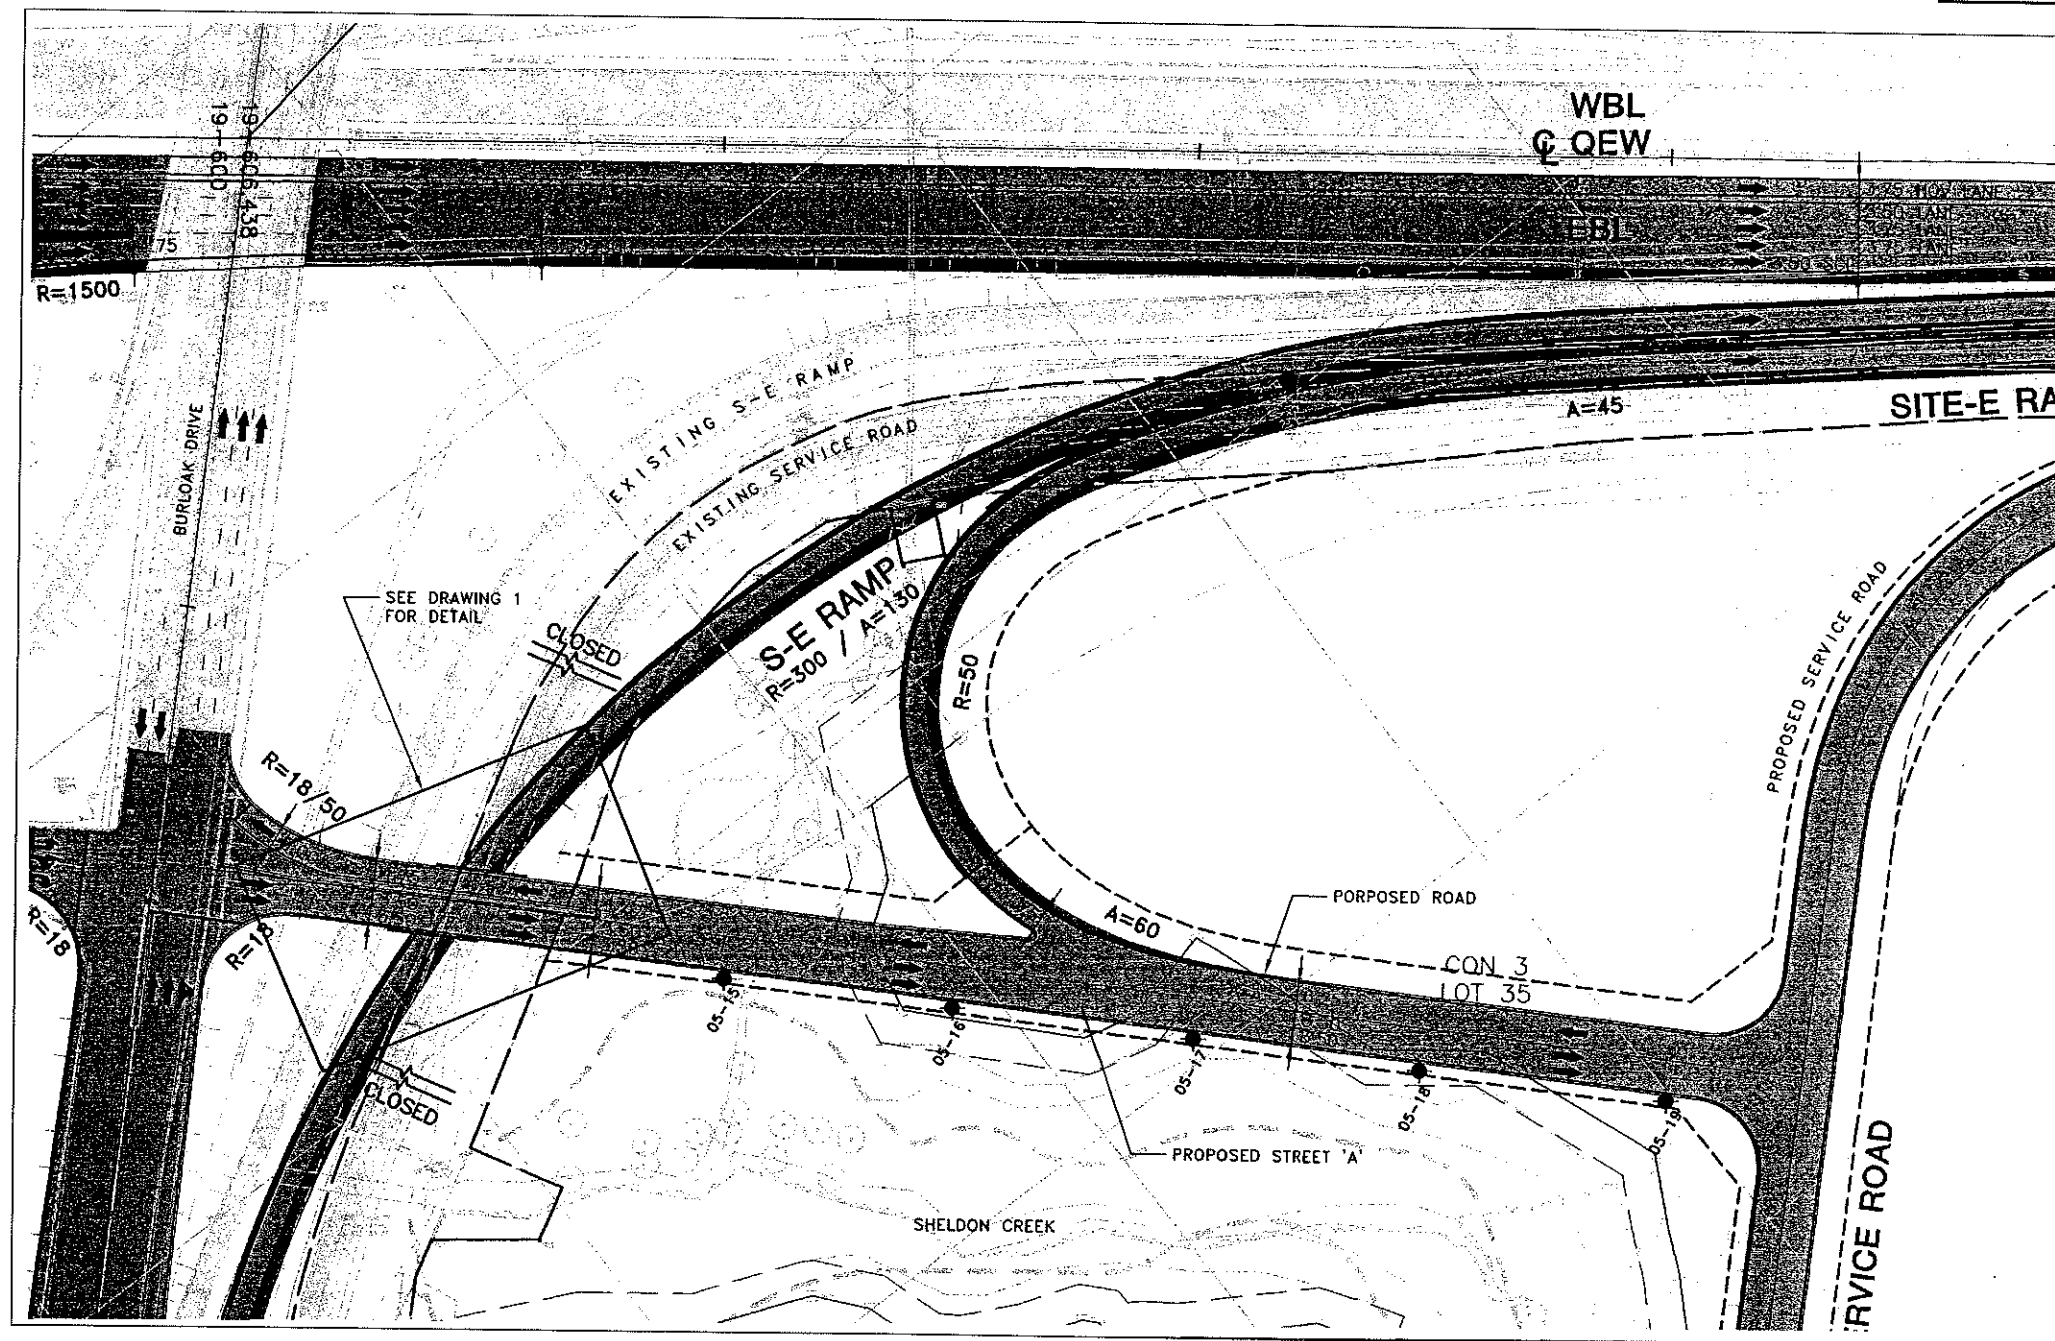 WBL
℄ QEW
19-600
19-606.438
EBL
75
R=1500
EXISTING S-E RAMP
EXISTING SERVICE ROAD
A=45
SITE-E RA
BURLOAK DRIVE
SEE DRAWING 1
FOR DETAIL
CLOSED
S-E RAMP
R=300 / A=130
R=50
PROPOSED SERVICE ROAD
R=18/50
R=18
R=18
A=60
PORPOSED ROAD
CON 3
LOT 35
05-15
05-16
05-17
05-18
05-19
CLOSED
PROPOSED STREET 'A'
SHELDON CREEK
RVICE ROAD